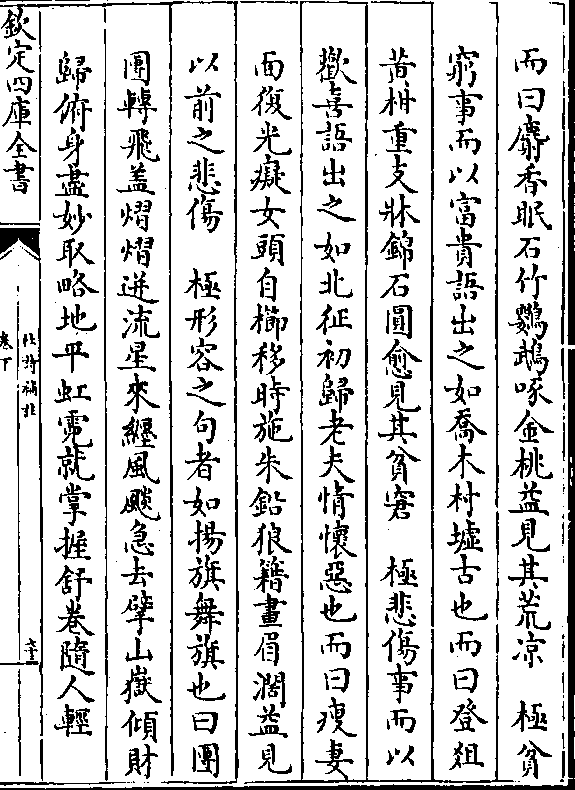 而曰麝香眠石竹鸚鵡啄金桃益見其荒凉　極貧
窮事而以富貴語出之如喬木村墟古也而曰登俎
黄柑重支牀錦石圓愈見其貧窘　極悲傷事而以
歡喜語出之如北征初歸老夫情懷惡也而曰瘦妻
面復光癡女頭自櫛移時施朱鉛狼籍畫眉濶益見
以前之悲傷　極形容之句者如揚旗舞旗也曰團
團轉飛盖熠熠迸流星來纒風飈急去擘山嶽傾財
歸俯身盡妙取略地平虹霓就掌握舒卷隨人輕
欽定四庫全書
杜詩攟
卷下